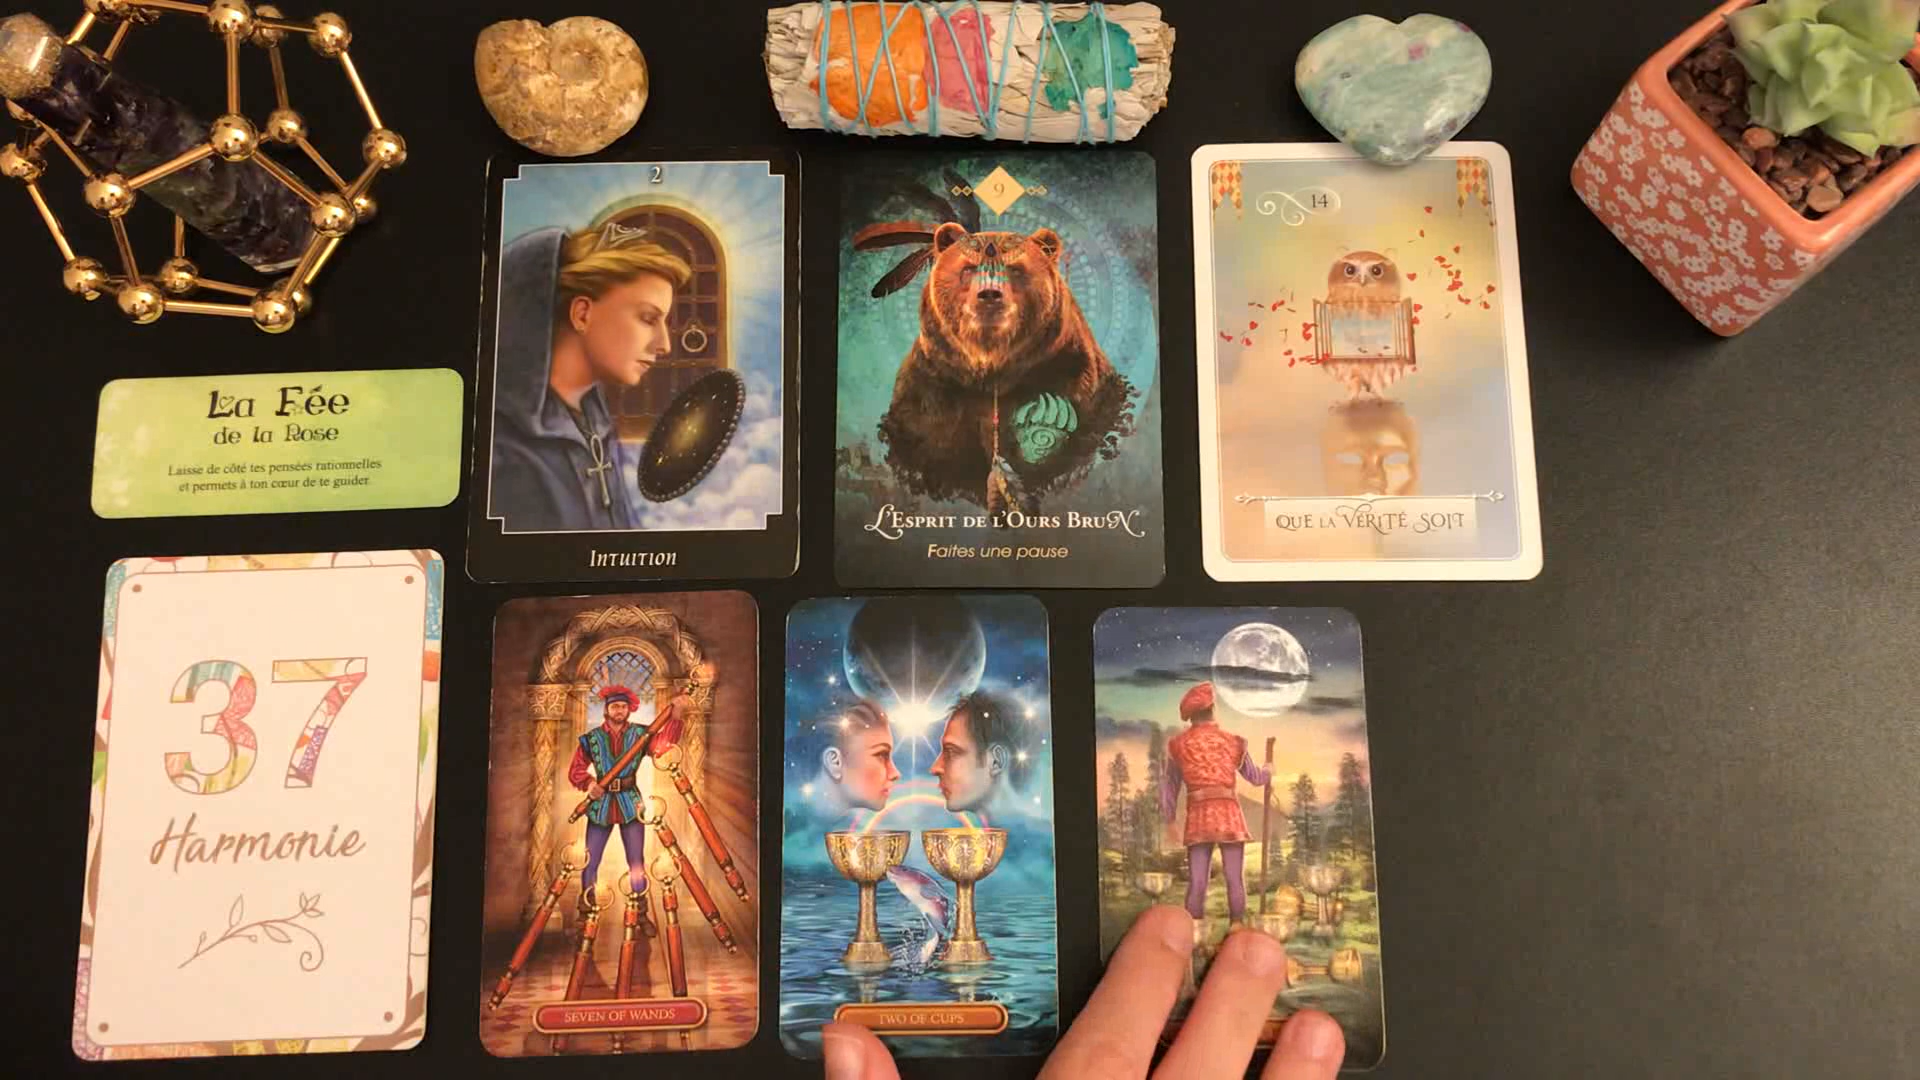 2
Intuition
9
L'Esprit de l'Ours Brun
Faites une pause
14
Que la Vérité Soit
La Fée
de la Rose
Laisse de côté tes pensées rationnelles
et permets à ton cœur de te guider.
37
Harmonie
SEVEN OF WANDS
TWO OF CUPS